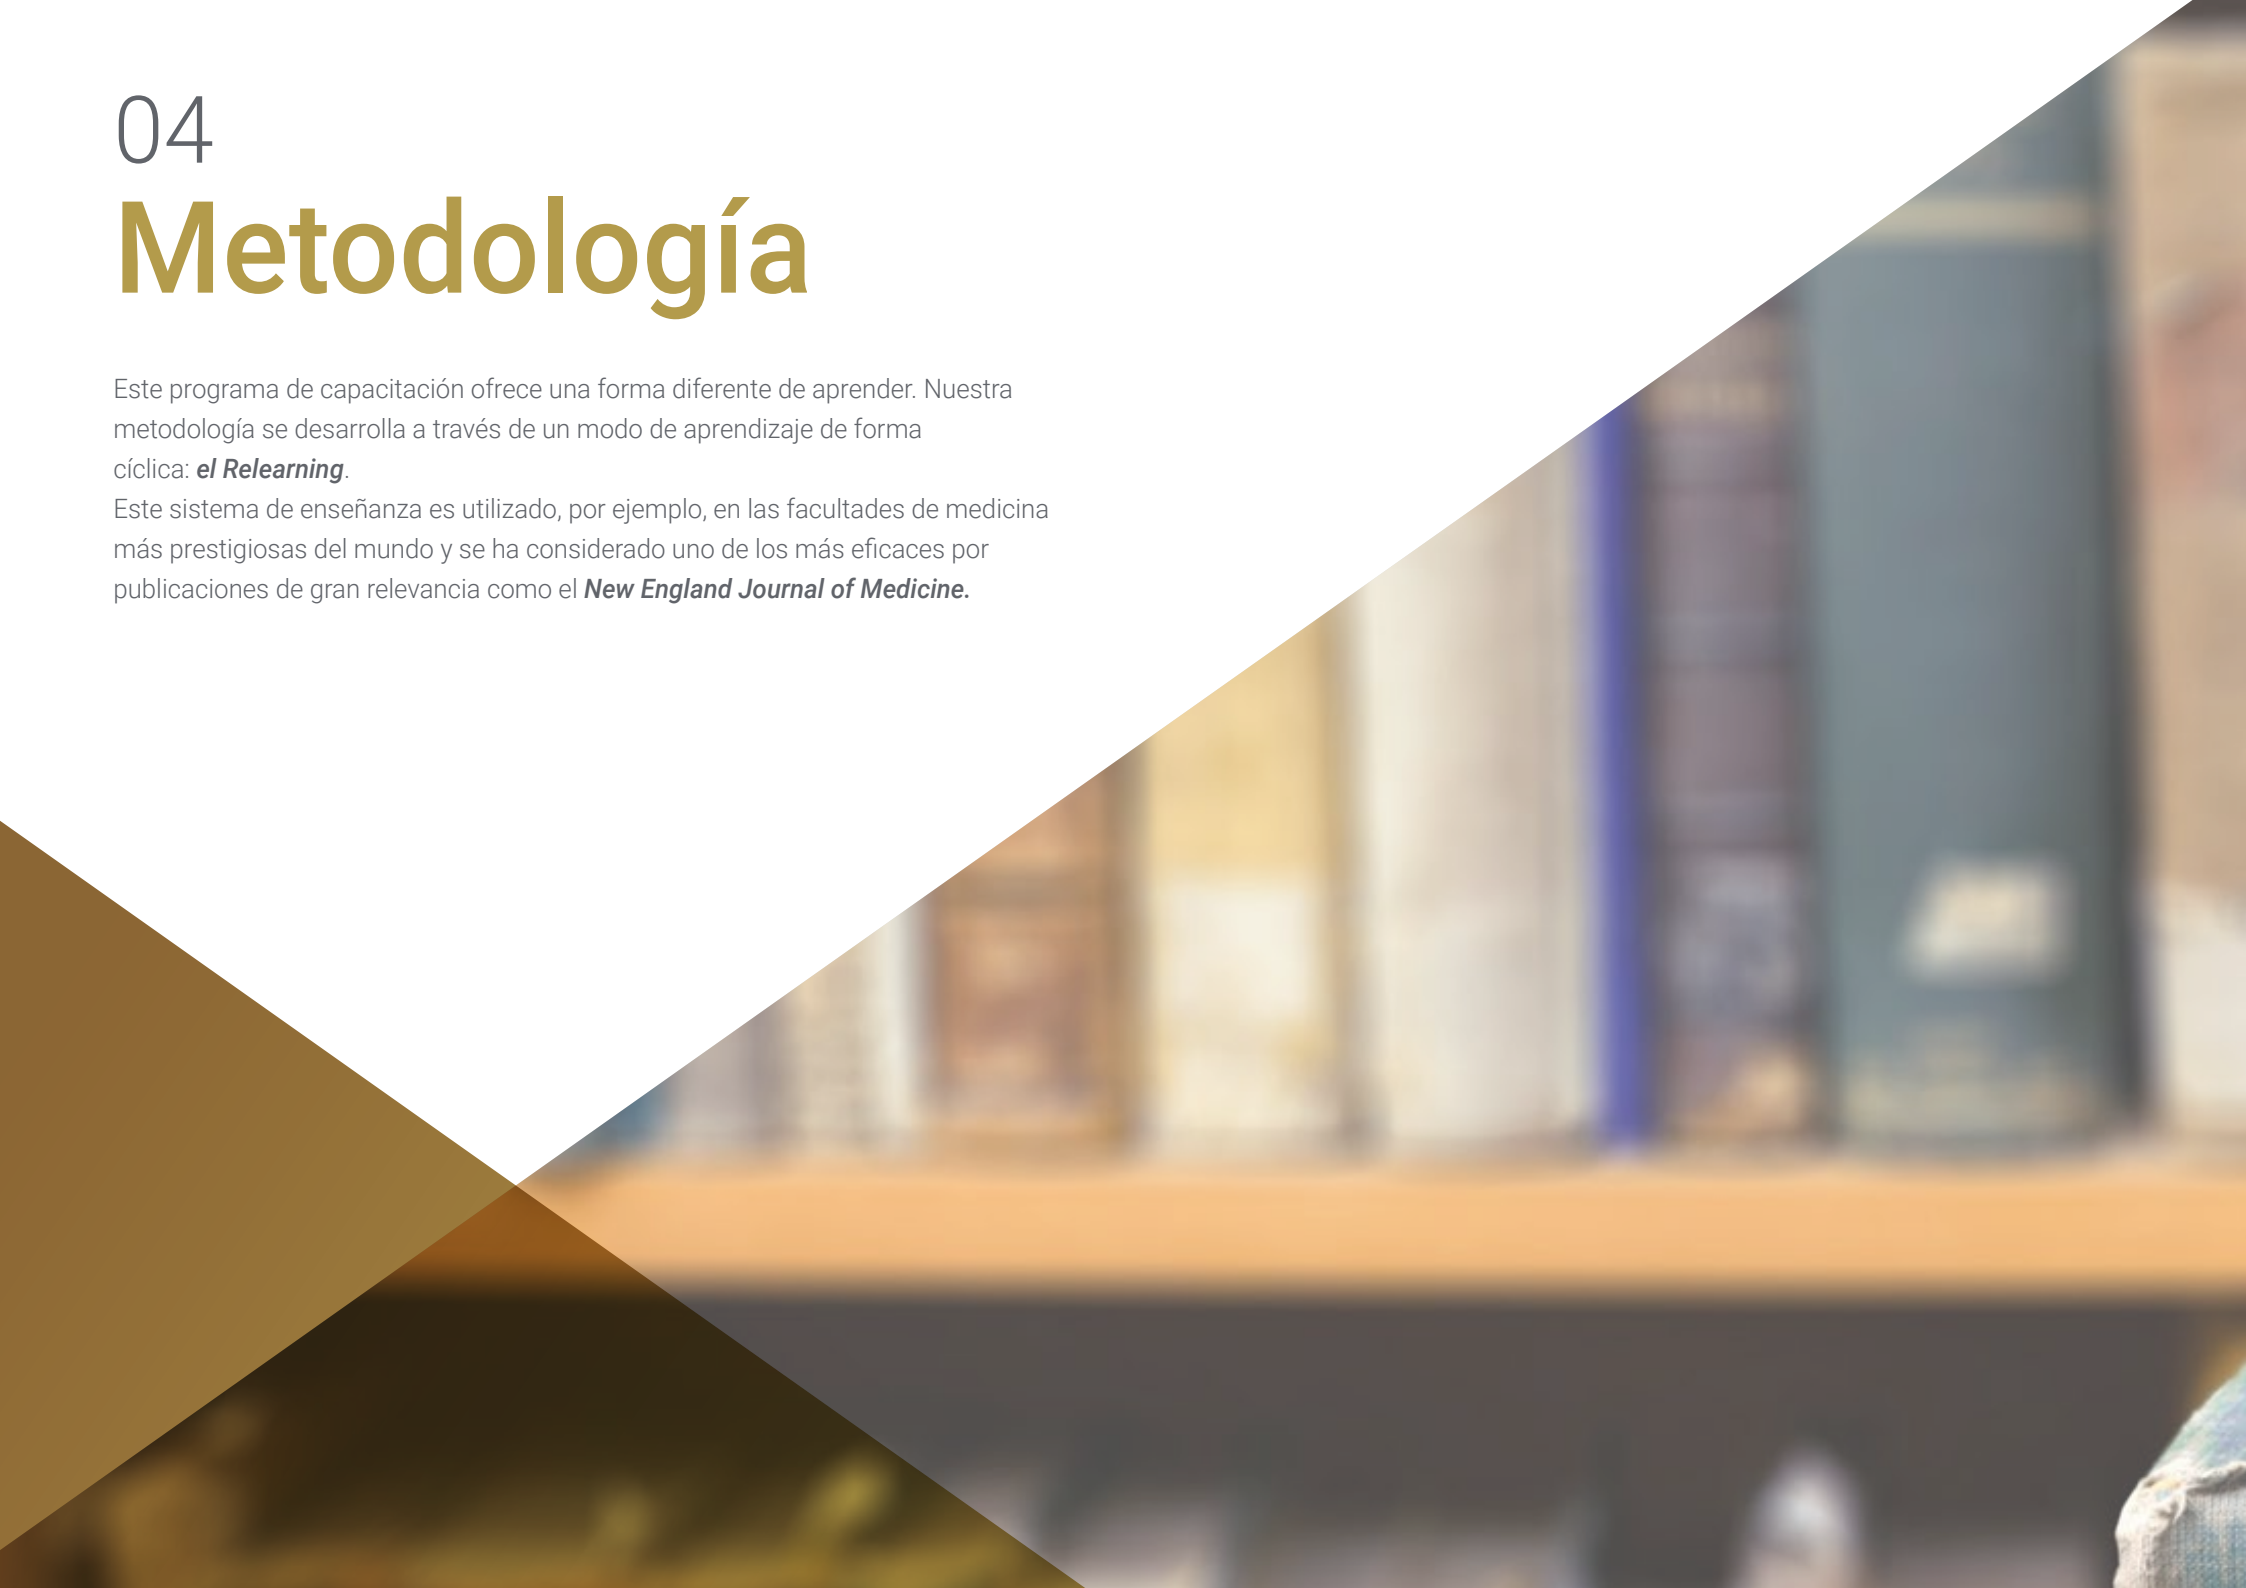 04
Metodología
Este programa de capacitación ofrece una forma diferente de aprender. Nuestra
metodología se desarrolla a través de un modo de aprendizaje de forma
cíclica: el Relearning.
Este sistema de enseñanza es utilizado, por ejemplo, en las facultades de medicina
más prestigiosas del mundo y se ha considerado uno de los más eficaces por
publicaciones de gran relevancia como el New England Journal of Medicine.